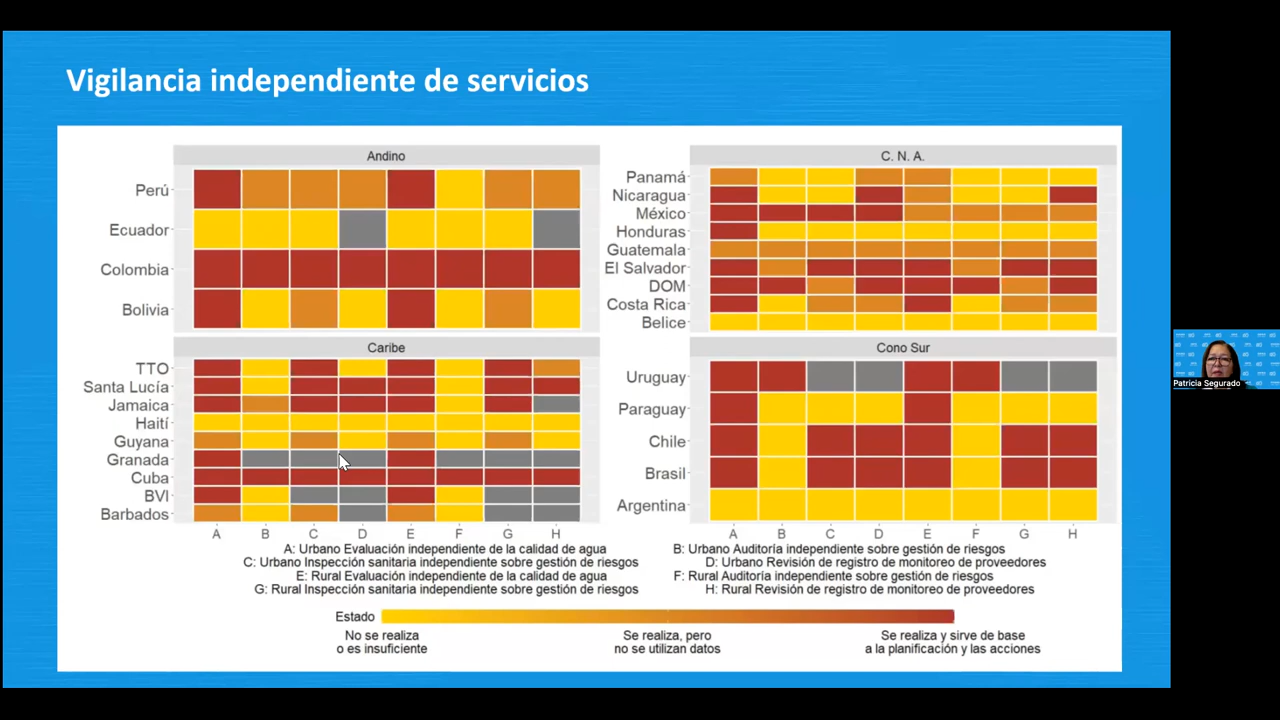 Vigilancia independiente de servicios
Andino
Perú
Ecuador
Colombia
Bolivia
C. N. A.
Panamá
Nicaragua
México
Honduras
Guatemala
El Salvador
DOM
Costa Rica
Belice
Caribe
TTO
Santa Lucía
Jamaica
Haití
Guyana
Granada
Cuba
BVI
Barbados
A B C D E F G H
Cono Sur
Uruguay
Paraguay
Chile
Brasil
Argentina
A B C D E F G H
A: Urbano Evaluación independiente de la calidad de agua
B: Urbano Auditoría independiente sobre gestión de riesgos
C: Urbano Inspección sanitaria independiente sobre gestión de riesgos
D: Urbano Revisión de registro de monitoreo de proveedores
E: Rural Evaluación independiente de la calidad de agua
F: Rural Auditoría independiente sobre gestión de riesgos
G: Rural Inspección sanitaria independiente sobre gestión de riesgos
H: Rural Revisión de registro de monitoreo de proveedores
Estado
No se realiza
o es insuficiente
Se realiza, pero
no se utilizan datos
Se realiza y sirve de base
a la planificación y las acciones
Patricia Segurado